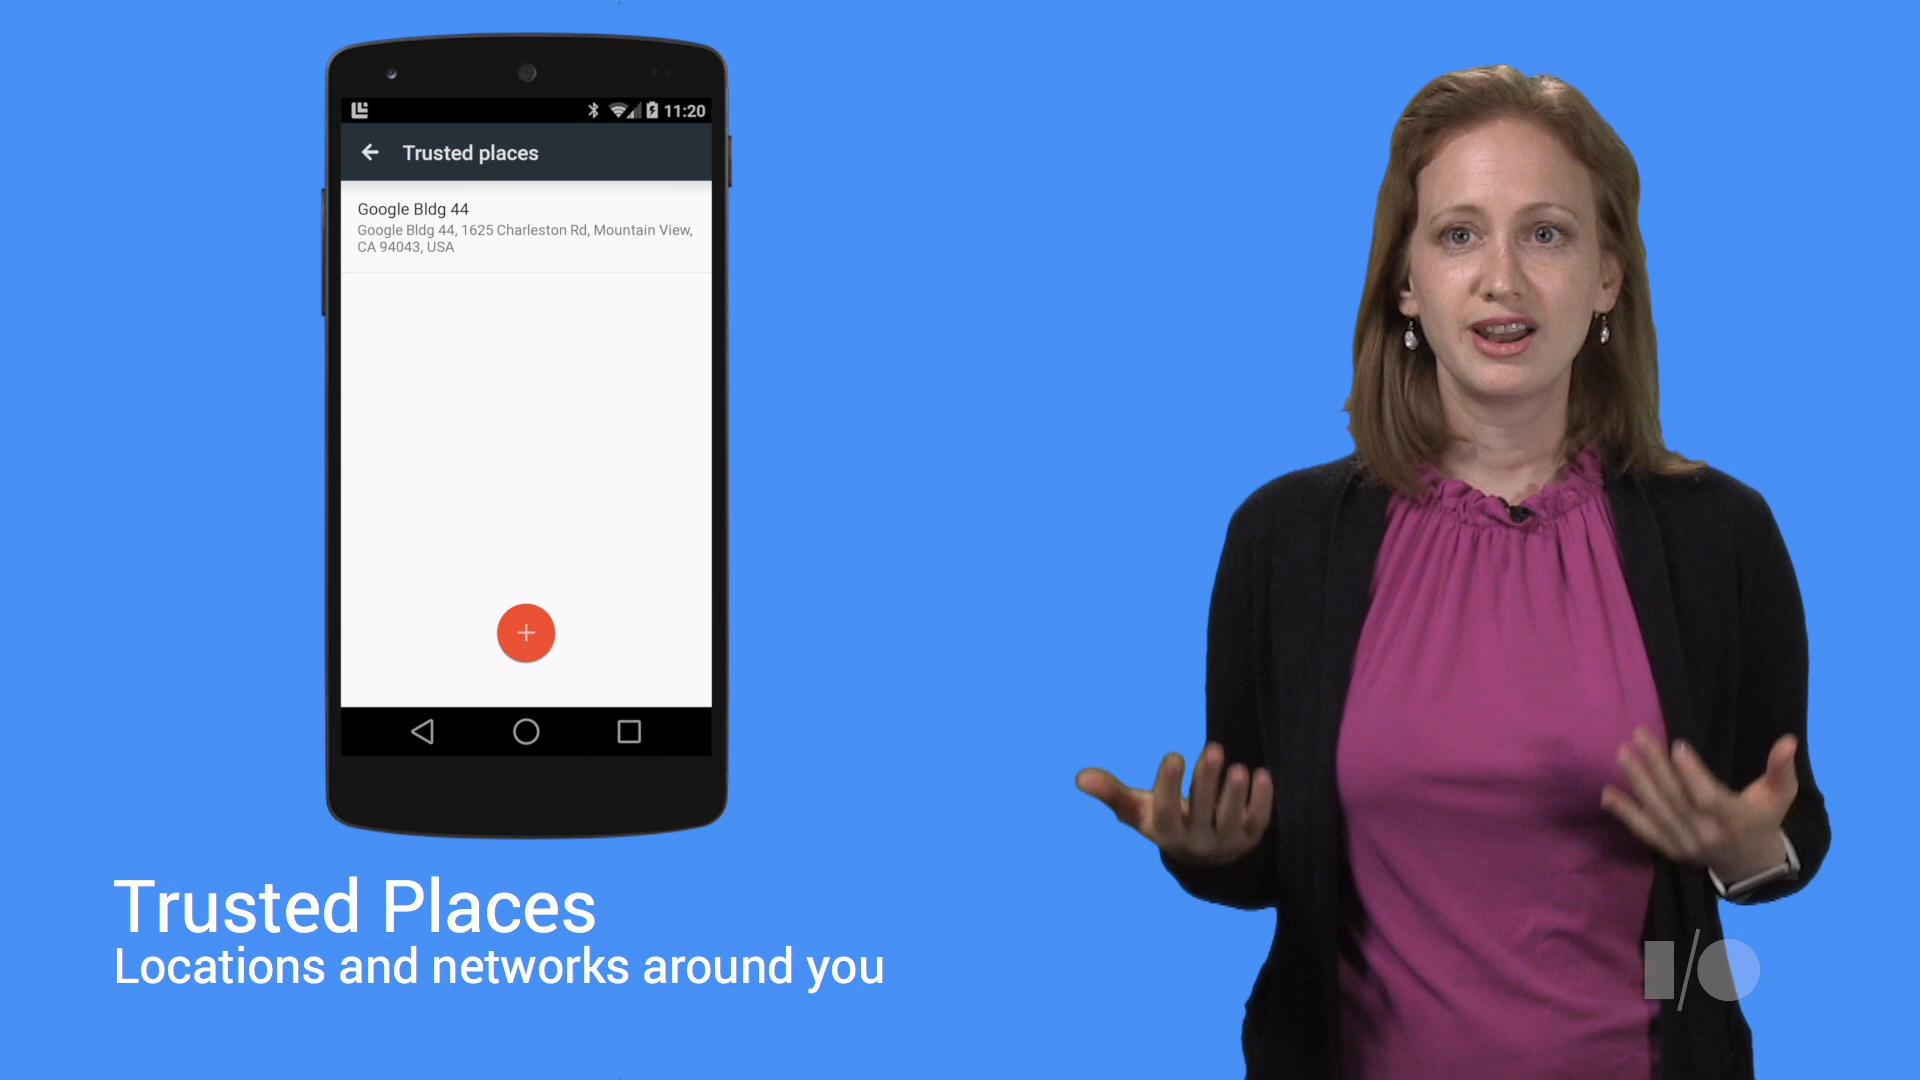 11:20
Trusted places
Google Bldg 44
Google Bldg 44, 1625 Charleston Rd, Mountain View,
CA 94043, USA
Trusted Places
Locations and networks around you
I/O